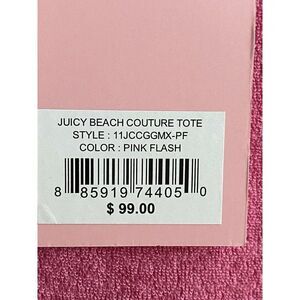 JUICY BEACH COUTURE TOTE
STYLE : 11JCCGGMX-PF
COLOR : PINK FLASH
8 85919 74405 0
$ 99.00